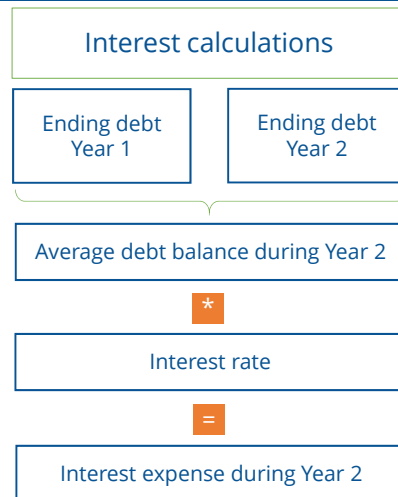 Interest calculations
Ending debt
Year 1
Ending debt
Year 2
Average debt balance during Year 2
*
Interest rate
=
Interest expense during Year 2